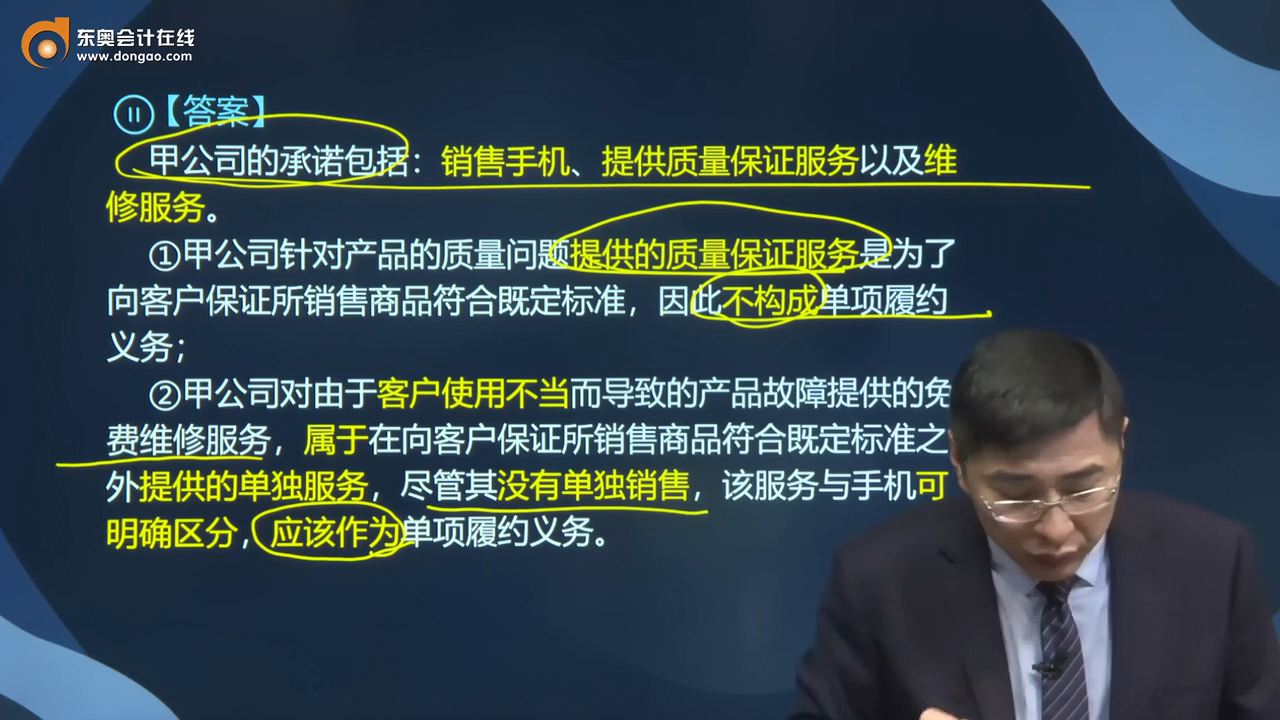 东奥会计在线
www.dongao.com
⑪【答案】
甲公司的承诺包括：销售手机、提供质量保证服务以及维
修服务。
①甲公司针对产品的质量问题提供的质量保证服务是为了
向客户保证所销售商品符合既定标准，因此不构成单项履约
义务；
②甲公司对由于客户使用不当而导致的产品故障提供的免
费维修服务，属于在向客户保证所销售商品符合既定标准之
外提供的单独服务，尽管其没有单独销售，该服务与手机可
明确区分，应该作为单项履约义务。